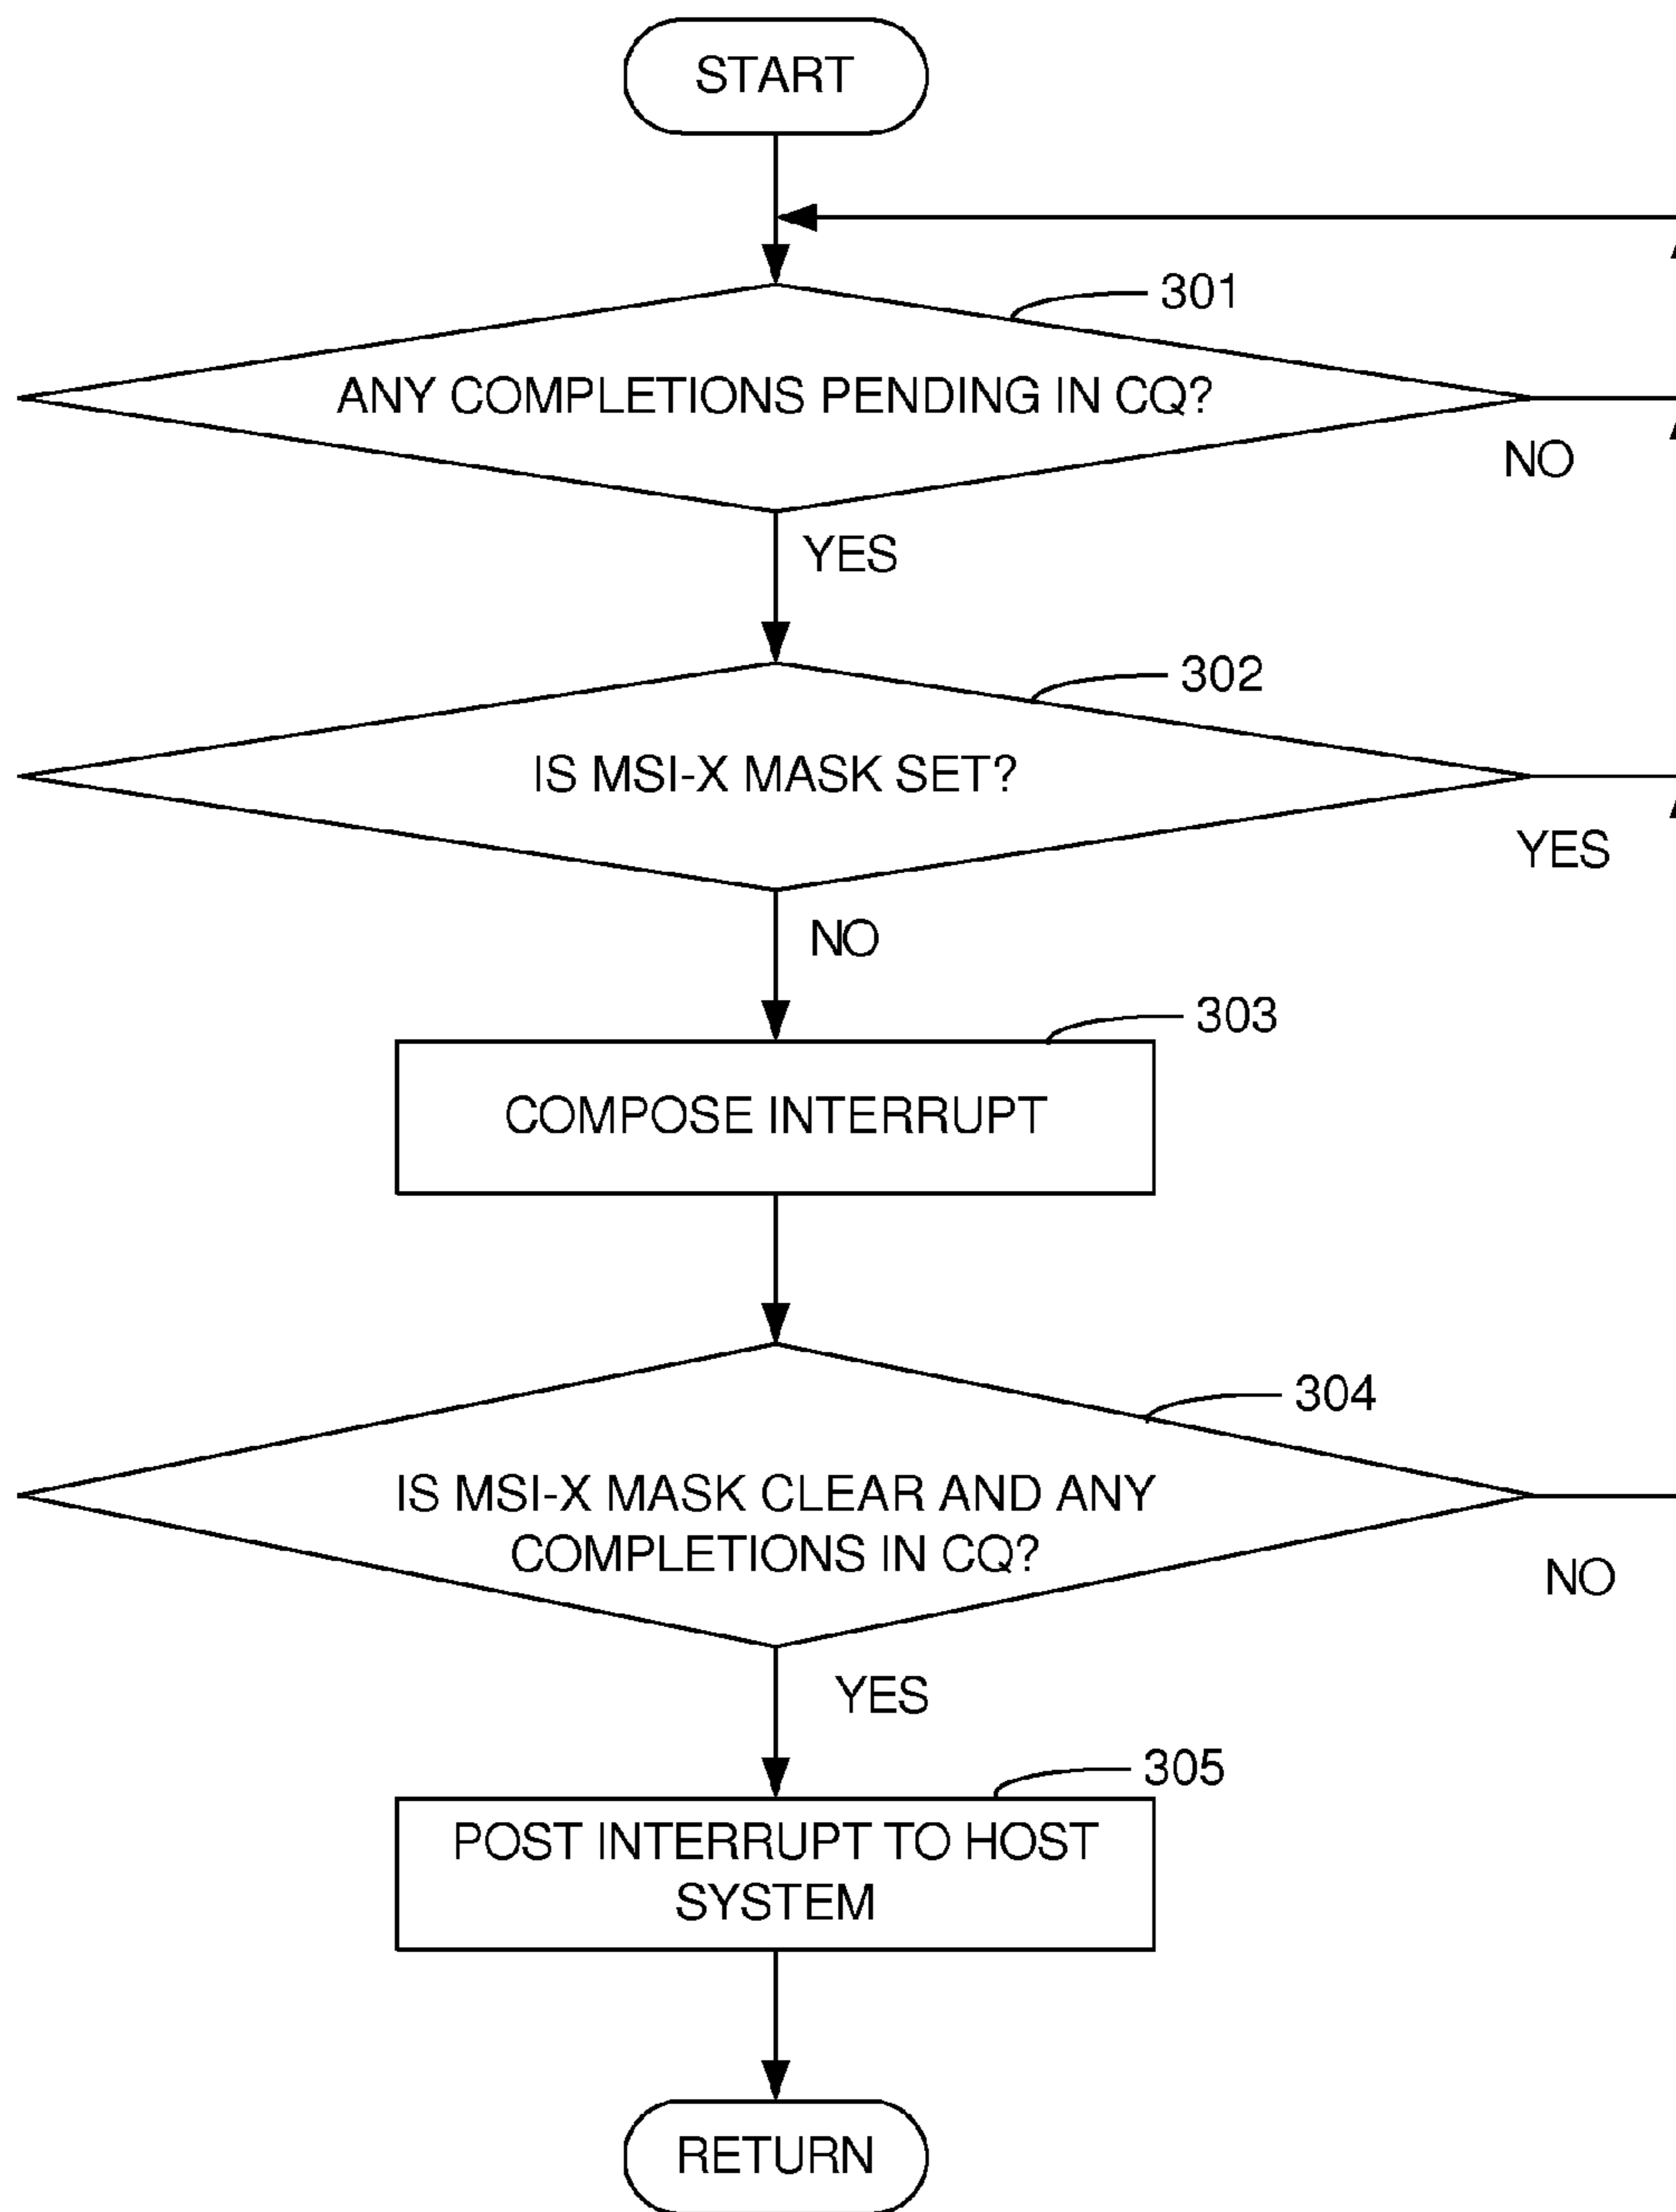 START
301
ANY COMPLETIONS PENDING IN CQ?
NO
YES
302
IS MSI-X MASK SET?
YES
NO
303
COMPOSE INTERRUPT
304
IS MSI-X MASK CLEAR AND ANY
COMPLETIONS IN CQ?
NO
YES
305
POST INTERRUPT TO HOST
SYSTEM
RETURN